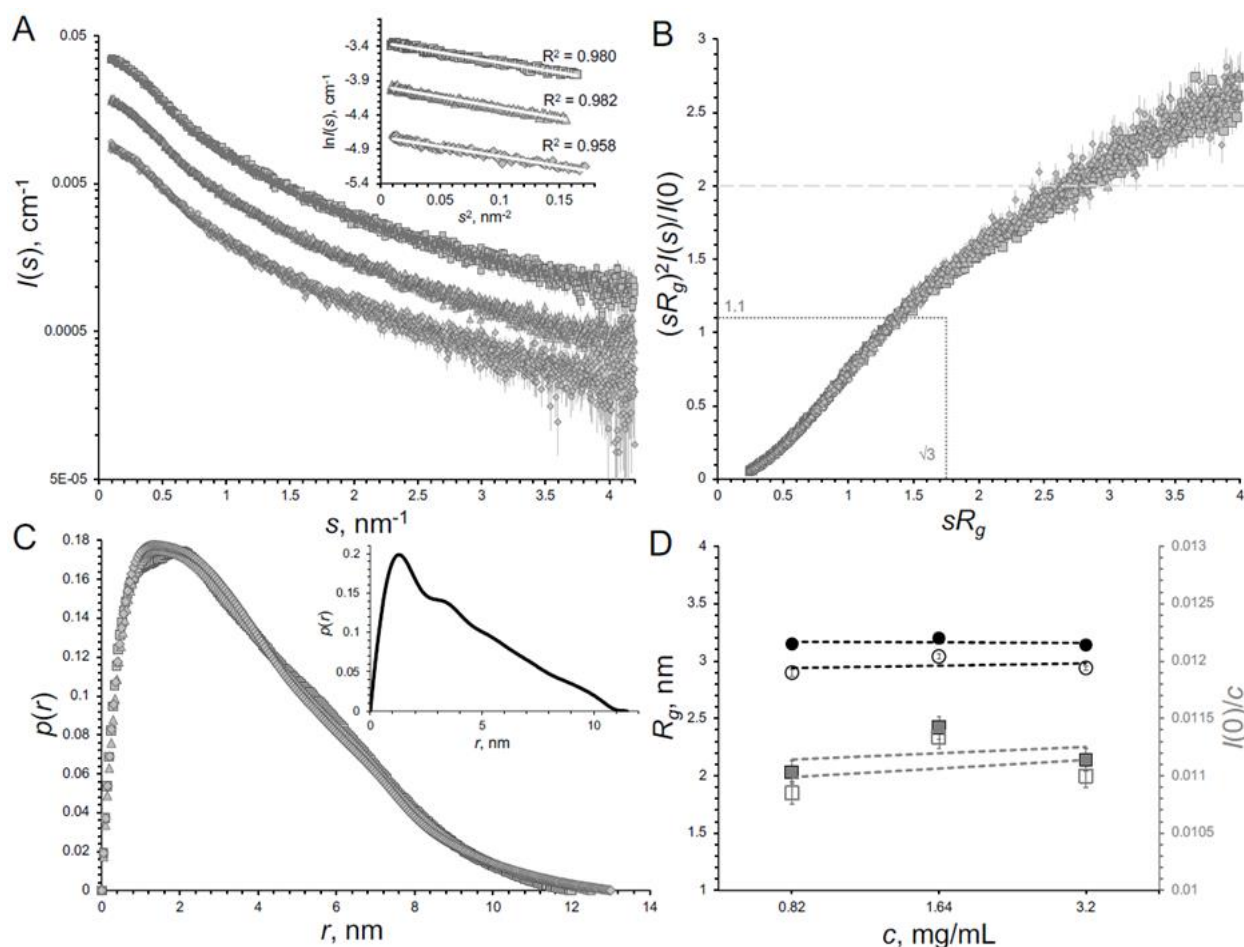 A
I(s), cm-1
0.05
0.005
0.0005
5E-05
0 0.5 1 1.5 2 2.5 3 3.5 4
s, nm-1
lnI(s), cm-1
-3.4
-3.9
-4.4
-4.9
-5.4
R2 = 0.980
R2 = 0.982
R2 = 0.958
0 0.05 0.1 0.15
s2, nm-2
B
(sRg)2I(s)/I(0)
3
2.5
2
1.5
1
0.5
0
1.1
√3
0 0.5 1 1.5 2 2.5 3 3.5 4
sRg
C
p(r)
0.18
0.16
0.14
0.12
0.1
0.08
0.06
0.04
0.02
0
0 2 4 6 8 10 12 14
r, nm
p(r)
0.2
0.15
0.1
0.05
0
0 5 10
r, nm
D
Rg, nm
4
3.5
3
2.5
2
1.5
1
0.013
0.0125
0.012
0.0115
0.011
0.0105
0.01
I(0)/c
0.82 1.64 3.2
c, mg/mL